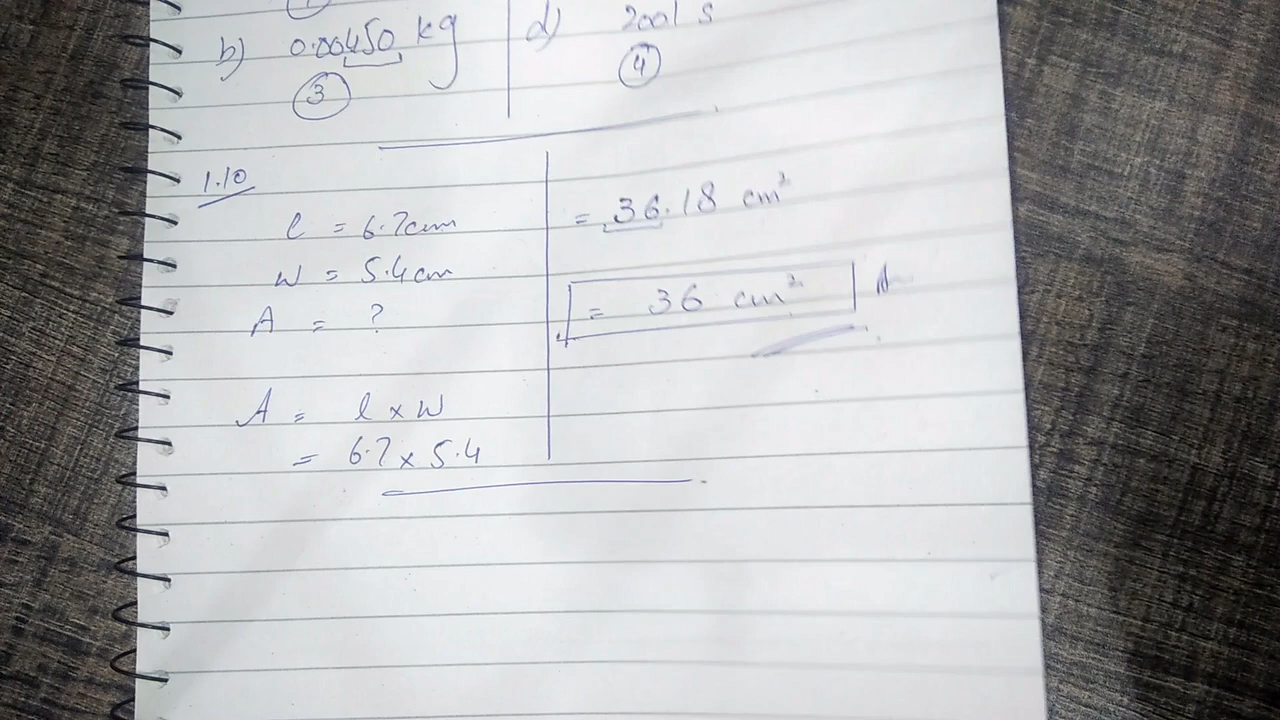 b) 0.00450 kg
3
d) 2001 s
4
1.10
l = 6.7cm
w = 5.4cm
A = ?
A = l × w
= 6.7 × 5.4
= 36.18 cm²
= 36 cm²